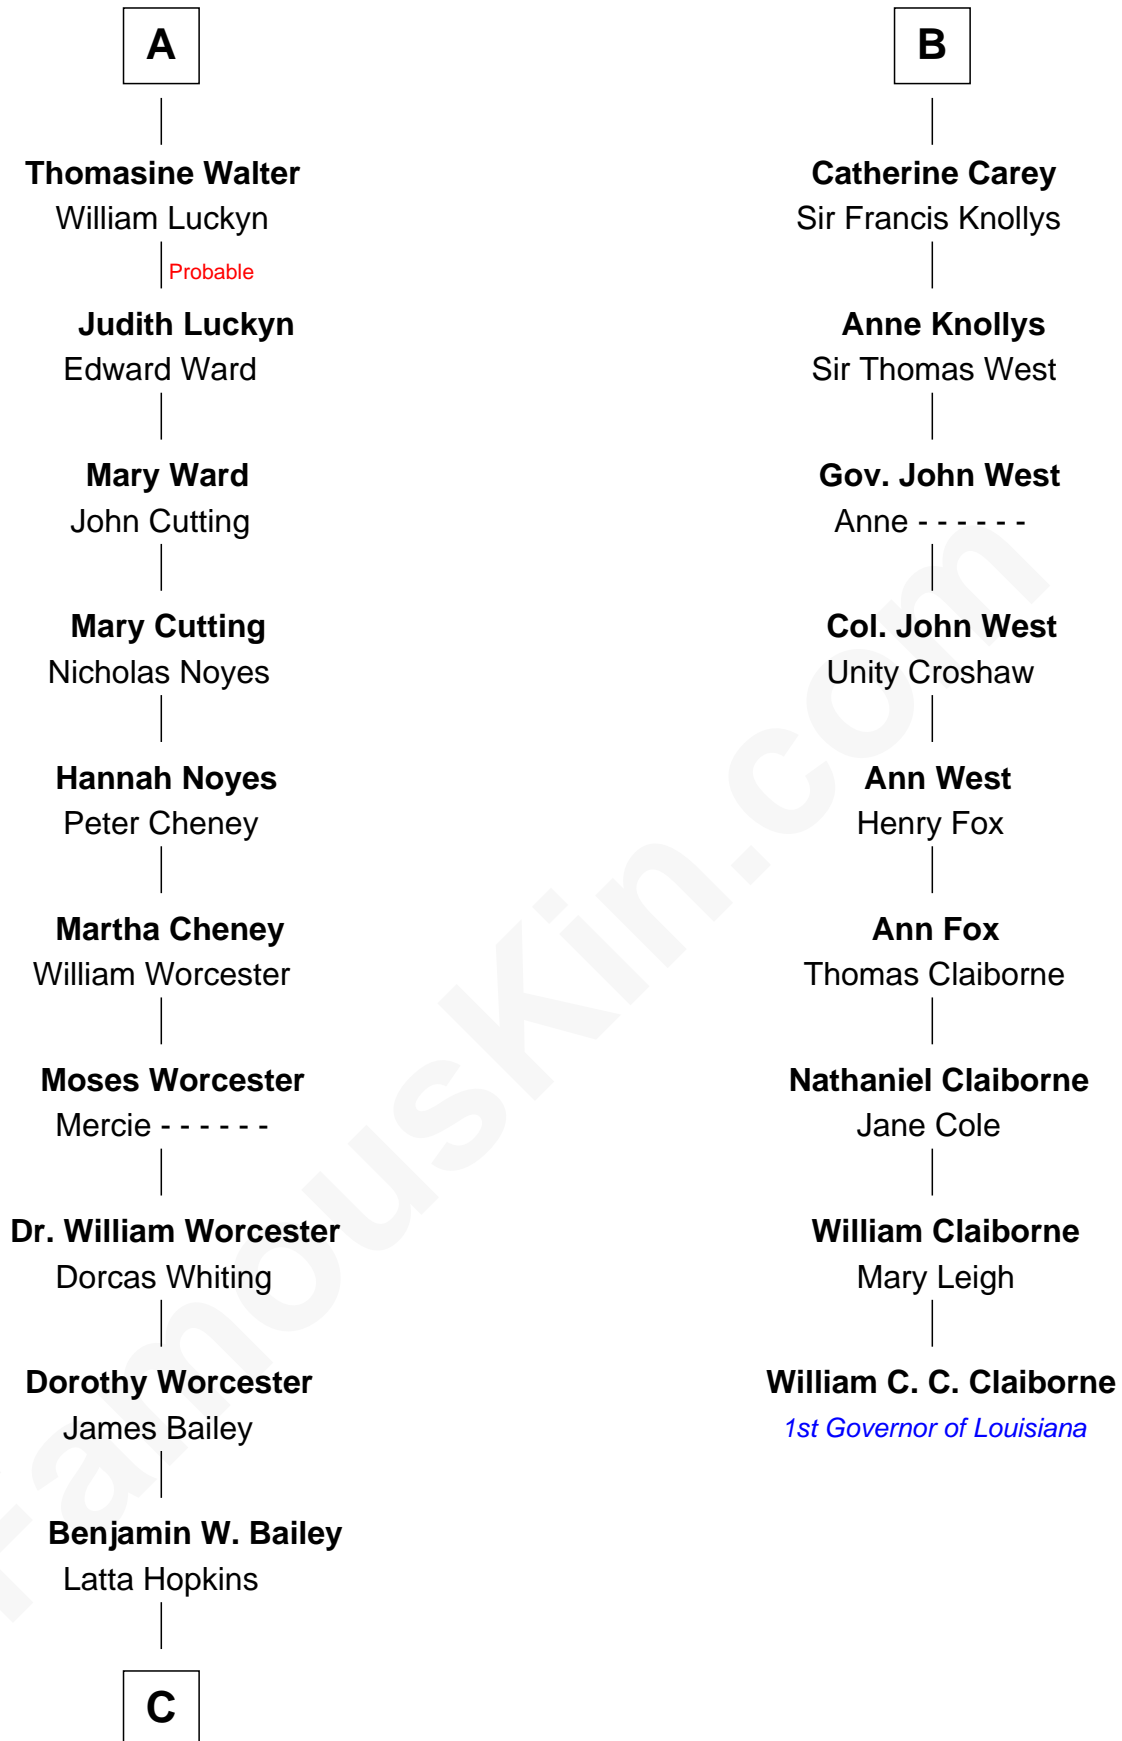 A
Thomasine Walter
William Luckyn
Probable
Judith Luckyn
Edward Ward
Mary Ward
John Cutting
Mary Cutting
Nicholas Noyes
Hannah Noyes
Peter Cheney
Martha Cheney
William Worcester
Moses Worcester
Mercie - - - - - -
Dr. William Worcester
Dorcas Whiting
Dorothy Worcester
James Bailey
Benjamin W. Bailey
Latta Hopkins
C
B
Catherine Carey
Sir Francis Knollys
Anne Knollys
Sir Thomas West
Gov. John West
Anne - - - - - -
Col. John West
Unity Croshaw
Ann West
Henry Fox
Ann Fox
Thomas Claiborne
Nathaniel Claiborne
Jane Cole
William Claiborne
Mary Leigh
William C. C. Claiborne
1st Governor of Louisiana
FamousKin.com